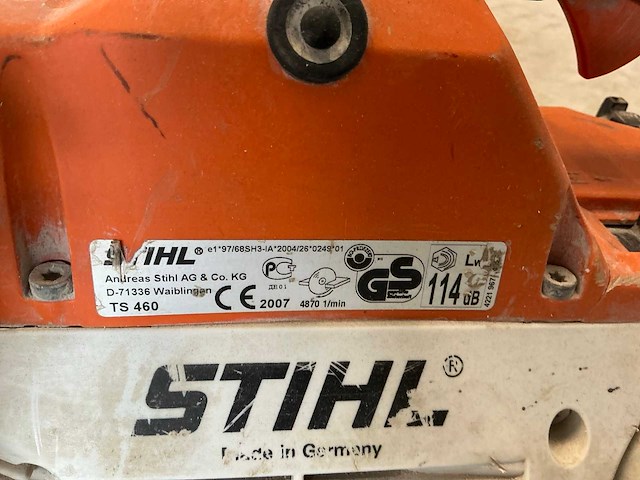 STIHL® e1*97/68SH3-IA*2004/26*0249*01
Andreas Stihl AG & Co. KG
D-71336 Waiblingen
TS 460
CE 2007
4870 1/min
GS
114 dB
STIHL®
Made in Germany